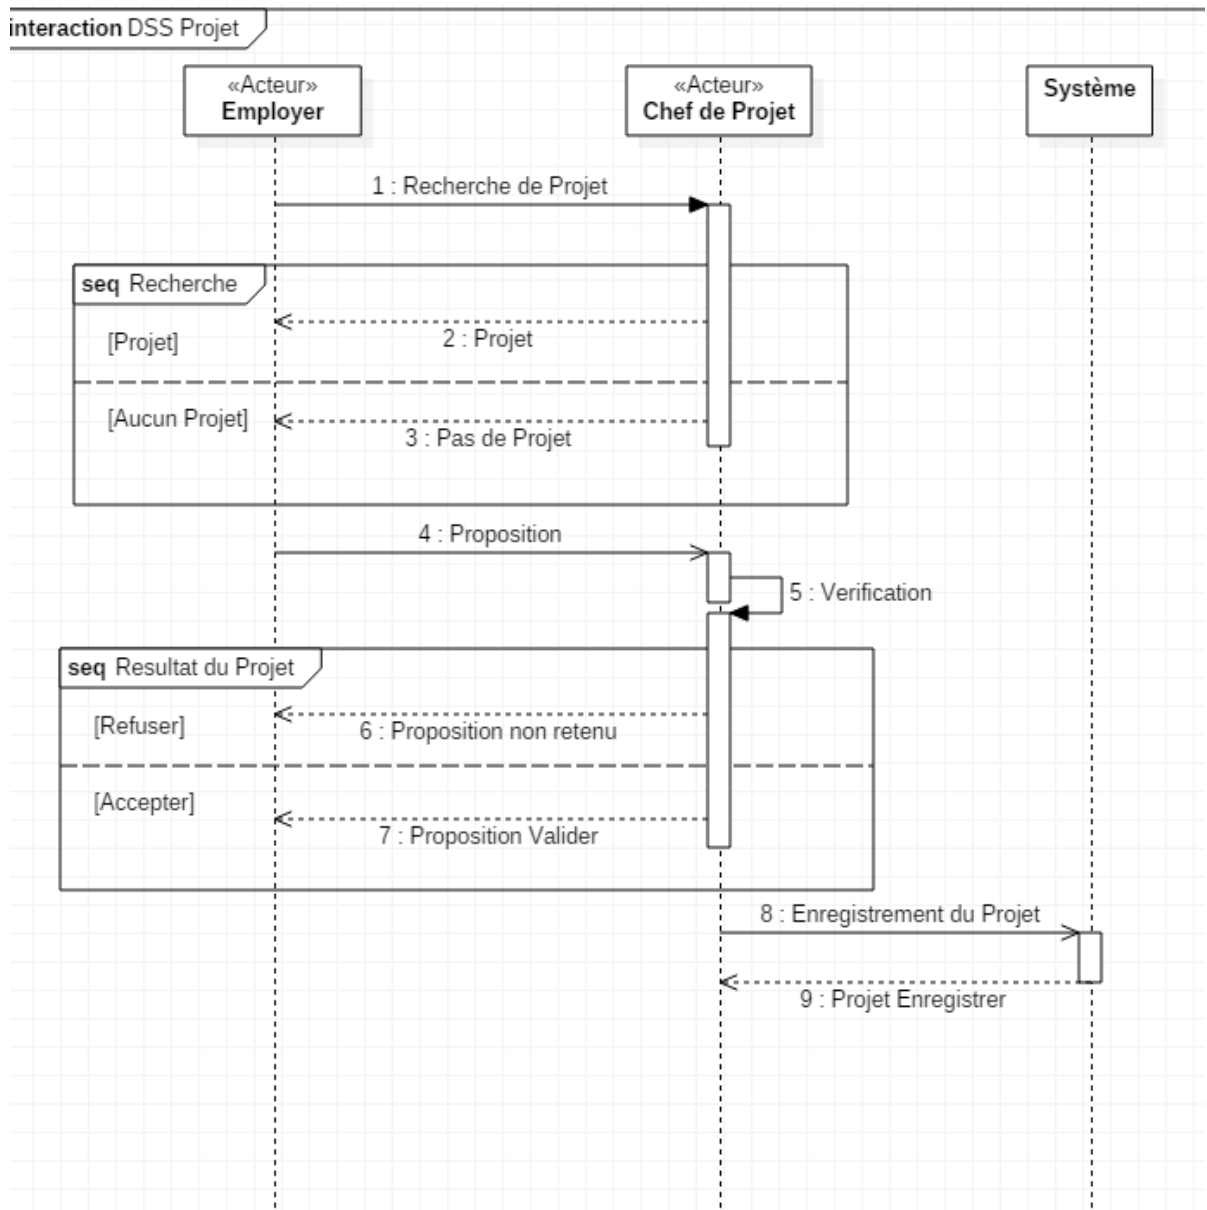 interaction DSS Projet
«Acteur»
Employer
«Acteur»
Chef de Projet
Système
1 : Recherche de Projet
seq Recherche
2 : Projet
[Projet]
[Aucun Projet]
3 : Pas de Projet
4 : Proposition
5 : Verification
seq Resultat du Projet
[Refuser]
6 : Proposition non retenu
[Accepter]
7 : Proposition Valider
8 : Enregistrement du Projet
9 : Projet Enregistrer